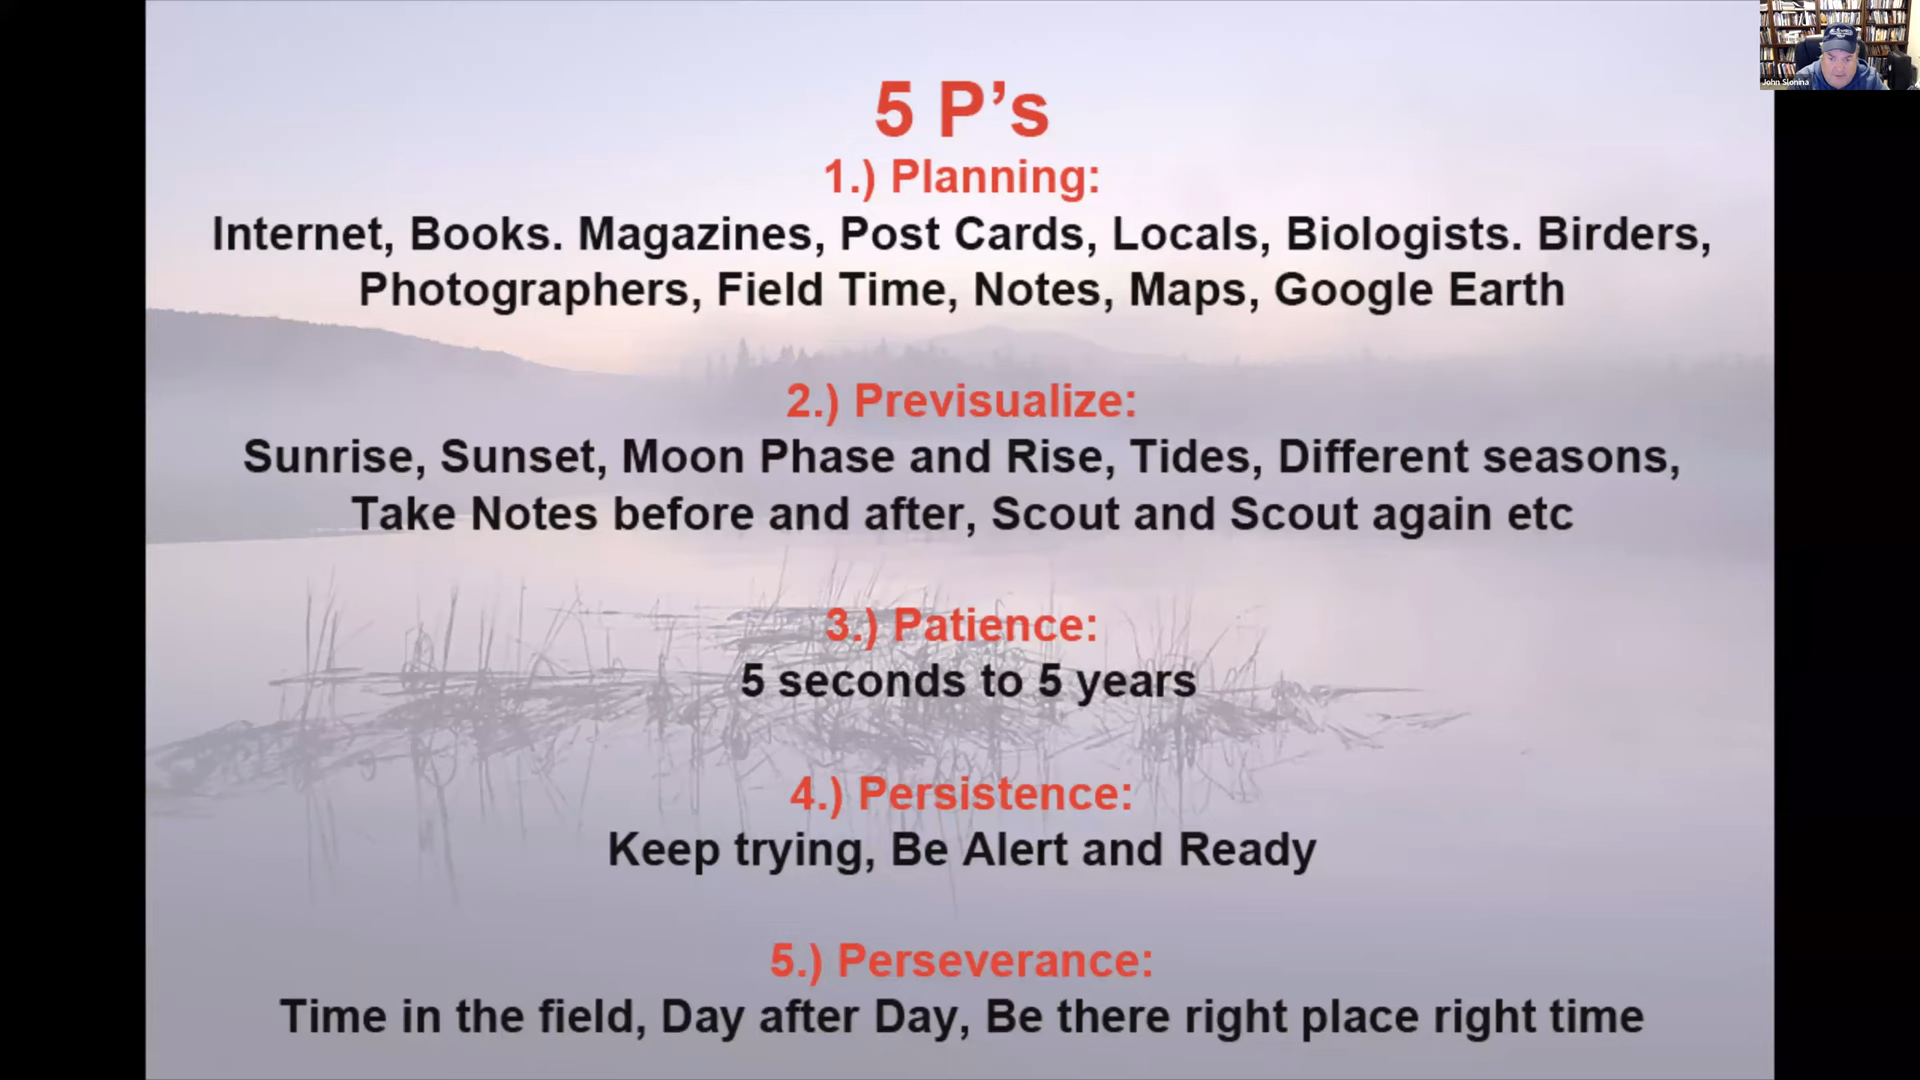 5 P’s
1.) Planning:
Internet, Books. Magazines, Post Cards, Locals, Biologists. Birders,
Photographers, Field Time, Notes, Maps, Google Earth
2.) Previsualize:
Sunrise, Sunset, Moon Phase and Rise, Tides, Different seasons,
Take Notes before and after, Scout and Scout again etc
3.) Patience:
5 seconds to 5 years
4.) Persistence:
Keep trying, Be Alert and Ready
5.) Perseverance:
Time in the field, Day after Day, Be there right place right time
John Slonina